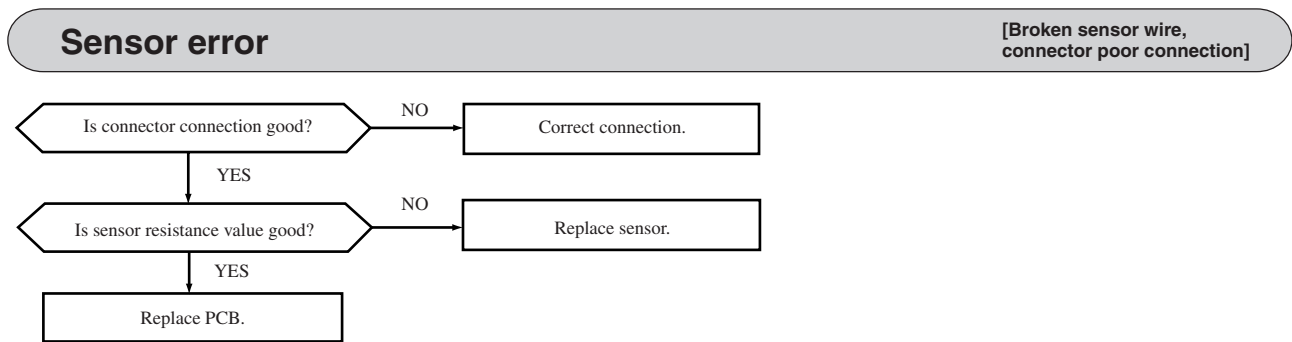 Sensor error
[Broken sensor wire,
connector poor connection]
Is connector connection good?
NO
Correct connection.
YES
Is sensor resistance value good?
NO
Replace sensor.
YES
Replace PCB.